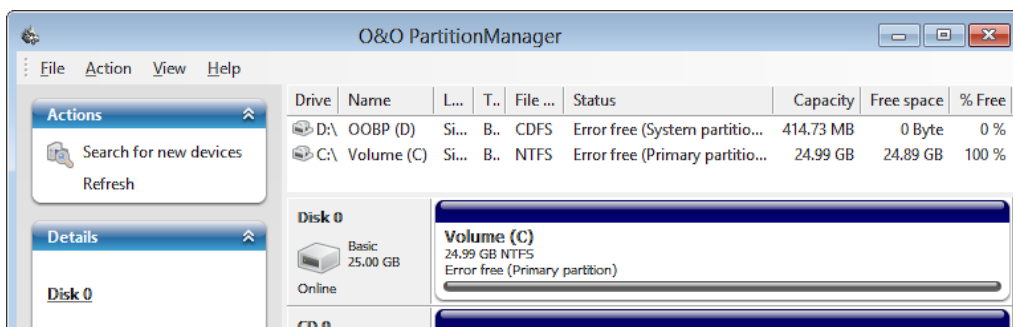 O&O PartitionManager
File Action View Help
Actions
Search for new devices
Refresh
Details
Disk 0
Drive Name L... T.. File ... Status Capacity Free space % Free
D:\ OOBP (D) Si... B.. CDFS Error free (System partitio... 414.73 MB 0 Byte 0 %
C:\ Volume (C) Si... B.. NTFS Error free (Primary partitio... 24.99 GB 24.89 GB 100 %
Disk 0
Basic
25.00 GB
Online
Volume (C)
24.99 GB NTFS
Error free (Primary partition)
CD 0